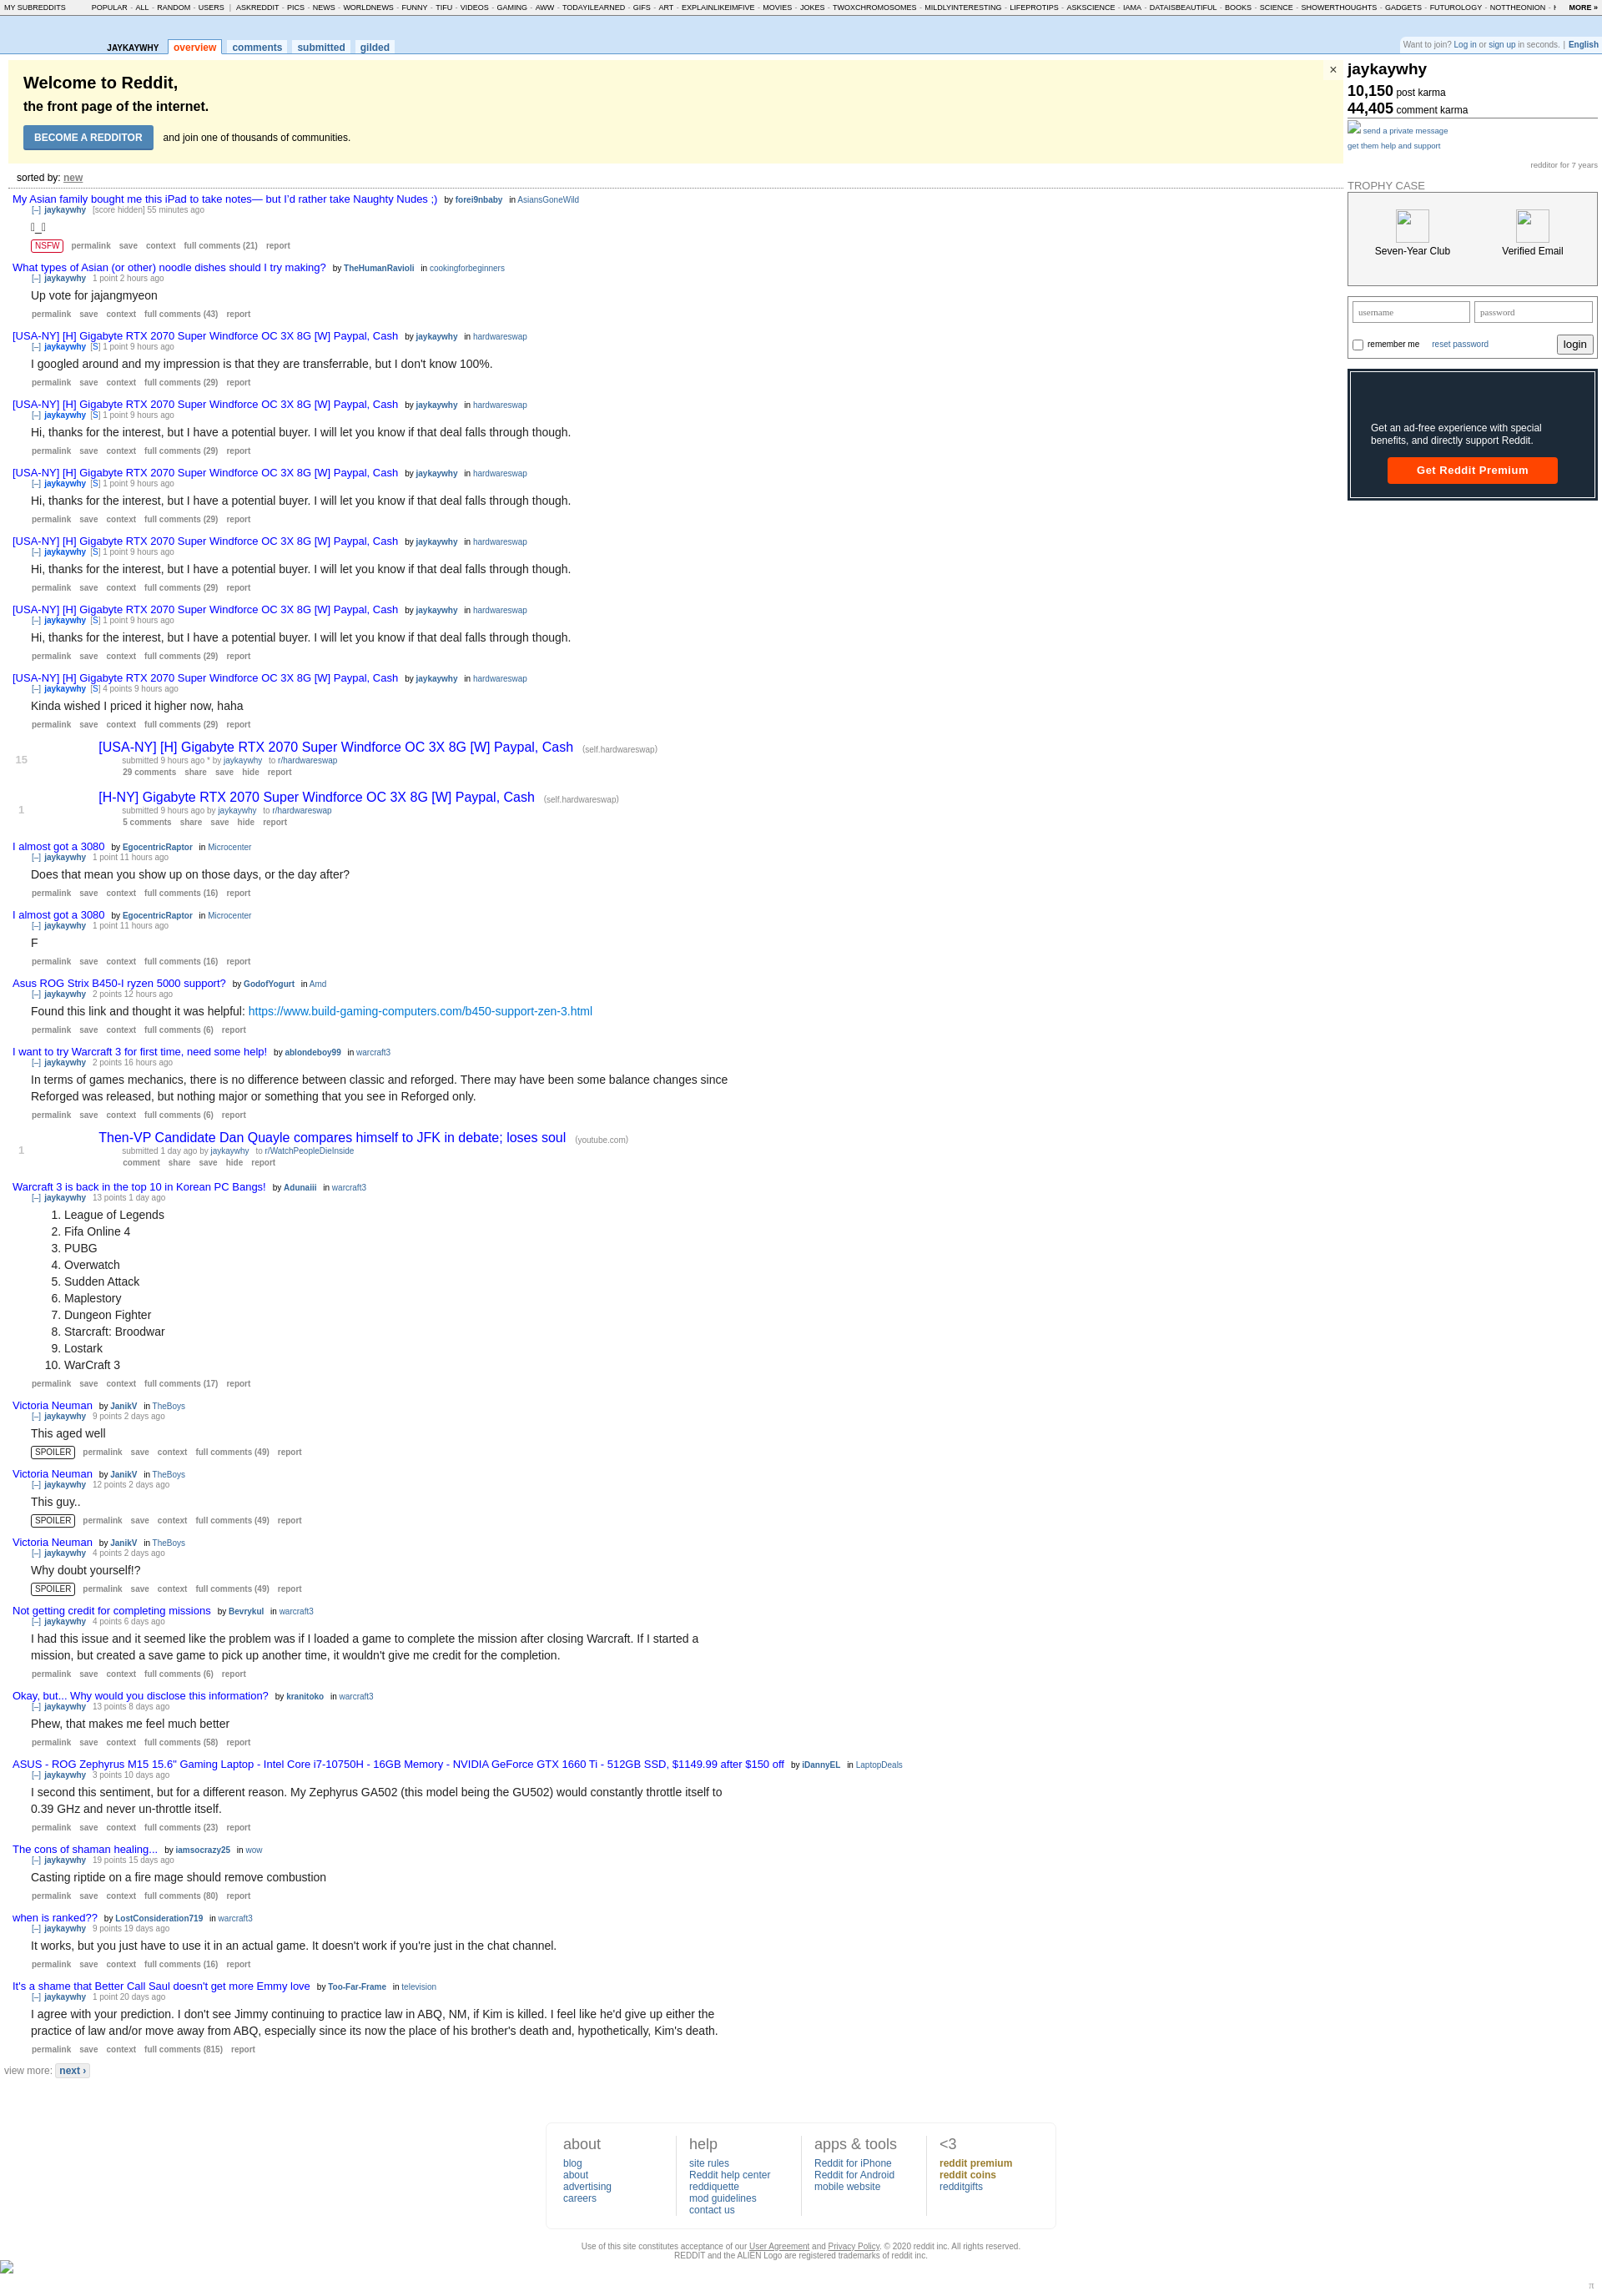 MY SUBREDDITS POPULAR - ALL - RANDOM - USERS | ASKREDDIT - PICS - NEWS - WORLDNEWS - FUNNY - TIFU - VIDEOS - GAMING - AWW - TODAYILEARNED - GIFS - ART - EXPLAINLIKEIMFIVE - MOVIES - JOKES - TWOXCHROMOSOMES - MILDLYINTERESTING - LIFEPROTIPS - ASKSCIENCE - IAMA - DATAISBEAUTIFUL - BOOKS - SCIENCE - SHOWERTHOUGHTS - GADGETS - FUTUROLOGY - NOTTHEONION - MORE »
JAYKAYWHY overview comments submitted gilded
Want to join? Log in or sign up in seconds. | English
Welcome to Reddit,
the front page of the internet.
BECOME A REDDITOR and join one of thousands of communities.
×
sorted by: new
My Asian family bought me this iPad to take notes— but I'd rather take Naughty Nudes ;) by forei9nbaby in AsiansGoneWild
[–] jaykaywhy [score hidden] 55 minutes ago
_
NSFW permalink save context full comments (21) report
What types of Asian (or other) noodle dishes should I try making? by TheHumanRavioli in cookingforbeginners
[–] jaykaywhy 1 point 2 hours ago
Up vote for jajangmyeon
permalink save context full comments (43) report
[USA-NY] [H] Gigabyte RTX 2070 Super Windforce OC 3X 8G [W] Paypal, Cash by jaykaywhy in hardwareswap
[–] jaykaywhy [S] 1 point 9 hours ago
I googled around and my impression is that they are transferrable, but I don't know 100%.
permalink save context full comments (29) report
[USA-NY] [H] Gigabyte RTX 2070 Super Windforce OC 3X 8G [W] Paypal, Cash by jaykaywhy in hardwareswap
[–] jaykaywhy [S] 1 point 9 hours ago
Hi, thanks for the interest, but I have a potential buyer. I will let you know if that deal falls through though.
permalink save context full comments (29) report
[USA-NY] [H] Gigabyte RTX 2070 Super Windforce OC 3X 8G [W] Paypal, Cash by jaykaywhy in hardwareswap
[–] jaykaywhy [S] 1 point 9 hours ago
Hi, thanks for the interest, but I have a potential buyer. I will let you know if that deal falls through though.
permalink save context full comments (29) report
[USA-NY] [H] Gigabyte RTX 2070 Super Windforce OC 3X 8G [W] Paypal, Cash by jaykaywhy in hardwareswap
[–] jaykaywhy [S] 1 point 9 hours ago
Hi, thanks for the interest, but I have a potential buyer. I will let you know if that deal falls through though.
permalink save context full comments (29) report
[USA-NY] [H] Gigabyte RTX 2070 Super Windforce OC 3X 8G [W] Paypal, Cash by jaykaywhy in hardwareswap
[–] jaykaywhy [S] 1 point 9 hours ago
Hi, thanks for the interest, but I have a potential buyer. I will let you know if that deal falls through though.
permalink save context full comments (29) report
[USA-NY] [H] Gigabyte RTX 2070 Super Windforce OC 3X 8G [W] Paypal, Cash by jaykaywhy in hardwareswap
[–] jaykaywhy [S] 4 points 9 hours ago
Kinda wished I priced it higher now, haha
permalink save context full comments (29) report
[USA-NY] [H] Gigabyte RTX 2070 Super Windforce OC 3X 8G [W] Paypal, Cash (self.hardwareswap)
15 submitted 9 hours ago * by jaykaywhy to r/hardwareswap
29 comments share save hide report
[H-NY] Gigabyte RTX 2070 Super Windforce OC 3X 8G [W] Paypal, Cash (self.hardwareswap)
1 submitted 9 hours ago by jaykaywhy to r/hardwareswap
5 comments share save hide report
I almost got a 3080 by EgocentricRaptor in Microcenter
[–] jaykaywhy 1 point 11 hours ago
Does that mean you show up on those days, or the day after?
permalink save context full comments (16) report
I almost got a 3080 by EgocentricRaptor in Microcenter
[–] jaykaywhy 1 point 11 hours ago
F
permalink save context full comments (16) report
Asus ROG Strix B450-I ryzen 5000 support? by GodofYogurt in Amd
[–] jaykaywhy 2 points 12 hours ago
Found this link and thought it was helpful: https://www.build-gaming-computers.com/b450-support-zen-3.html
permalink save context full comments (6) report
I want to try Warcraft 3 for first time, need some help! by ablondeboy99 in warcraft3
[–] jaykaywhy 2 points 16 hours ago
In terms of games mechanics, there is no difference between classic and reforged. There may have been some balance changes since
Reforged was released, but nothing major or something that you see in Reforged only.
permalink save context full comments (6) report
Then-VP Candidate Dan Quayle compares himself to JFK in debate; loses soul (youtube.com)
1 submitted 1 day ago by jaykaywhy to r/WatchPeopleDieInside
comment share save hide report
Warcraft 3 is back in the top 10 in Korean PC Bangs! by Adunaiii in warcraft3
[–] jaykaywhy 13 points 1 day ago
1. League of Legends
2. Fifa Online 4
3. PUBG
4. Overwatch
5. Sudden Attack
6. Maplestory
7. Dungeon Fighter
8. Starcraft: Broodwar
9. Lostark
10. WarCraft 3
permalink save context full comments (17) report
Victoria Neuman by JanikV in TheBoys
[–] jaykaywhy 9 points 2 days ago
This aged well
SPOILER permalink save context full comments (49) report
Victoria Neuman by JanikV in TheBoys
[–] jaykaywhy 12 points 2 days ago
This guy..
SPOILER permalink save context full comments (49) report
Victoria Neuman by JanikV in TheBoys
[–] jaykaywhy 4 points 2 days ago
Why doubt yourself!?
SPOILER permalink save context full comments (49) report
Not getting credit for completing missions by Bevrykul in warcraft3
[–] jaykaywhy 4 points 6 days ago
I had this issue and it seemed like the problem was if I loaded a game to complete the mission after closing Warcraft. If I started a
mission, but created a save game to pick up another time, it wouldn't give me credit for the completion.
permalink save context full comments (6) report
Okay, but... Why would you disclose this information? by kranitoko in warcraft3
[–] jaykaywhy 13 points 8 days ago
Phew, that makes me feel much better
permalink save context full comments (58) report
ASUS - ROG Zephyrus M15 15.6" Gaming Laptop - Intel Core i7-10750H - 16GB Memory - NVIDIA GeForce GTX 1660 Ti - 512GB SSD, $1149.99 after $150 off by iDannyEL in LaptopDeals
[–] jaykaywhy 3 points 10 days ago
I second this sentiment, but for a different reason. My Zephyrus GA502 (this model being the GU502) would constantly throttle itself to
0.39 GHz and never un-throttle itself.
permalink save context full comments (23) report
The cons of shaman healing... by iamsocrazy25 in wow
[–] jaykaywhy 19 points 15 days ago
Casting riptide on a fire mage should remove combustion
permalink save context full comments (80) report
when is ranked?? by LostConsideration719 in warcraft3
[–] jaykaywhy 9 points 19 days ago
It works, but you just have to use it in an actual game. It doesn't work if you're just in the chat channel.
permalink save context full comments (16) report
It's a shame that Better Call Saul doesn't get more Emmy love by Too-Far-Frame in television
[–] jaykaywhy 1 point 20 days ago
I agree with your prediction. I don't see Jimmy continuing to practice law in ABQ, NM, if Kim is killed. I feel like he'd give up either the
practice of law and/or move away from ABQ, especially since its now the place of his brother's death and, hypothetically, Kim's death.
permalink save context full comments (815) report
view more: next ›
jaykaywhy
10,150 post karma
44,405 comment karma
send a private message
get them help and support
redditor for 7 years
TROPHY CASE
Seven-Year Club Verified Email
username password
remember me reset password login
Get an ad-free experience with special
benefits, and directly support Reddit.
Get Reddit Premium
about
blog
about
advertising
careers
help
site rules
Reddit help center
reddiquette
mod guidelines
contact us
apps & tools
Reddit for iPhone
Reddit for Android
mobile website
<3
reddit premium
reddit coins
redditgifts
Use of this site constitutes acceptance of our User Agreement and Privacy Policy. © 2020 reddit inc. All rights reserved.
REDDIT and the ALIEN Logo are registered trademarks of reddit inc.
π